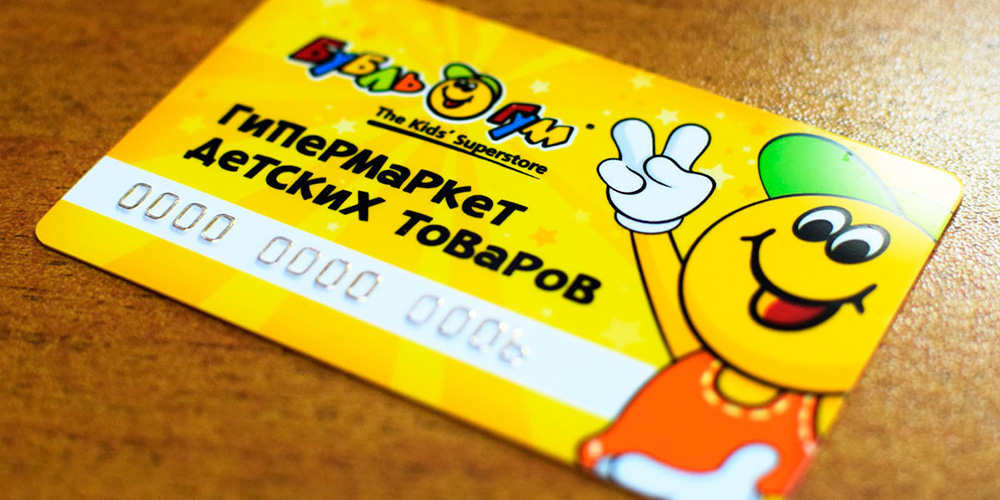 Бубль Гум
The Kids' Superstore
ГиПеРМаРКеТ
ДеТСКиХ ТоВаРоВ
0000 0000 0006